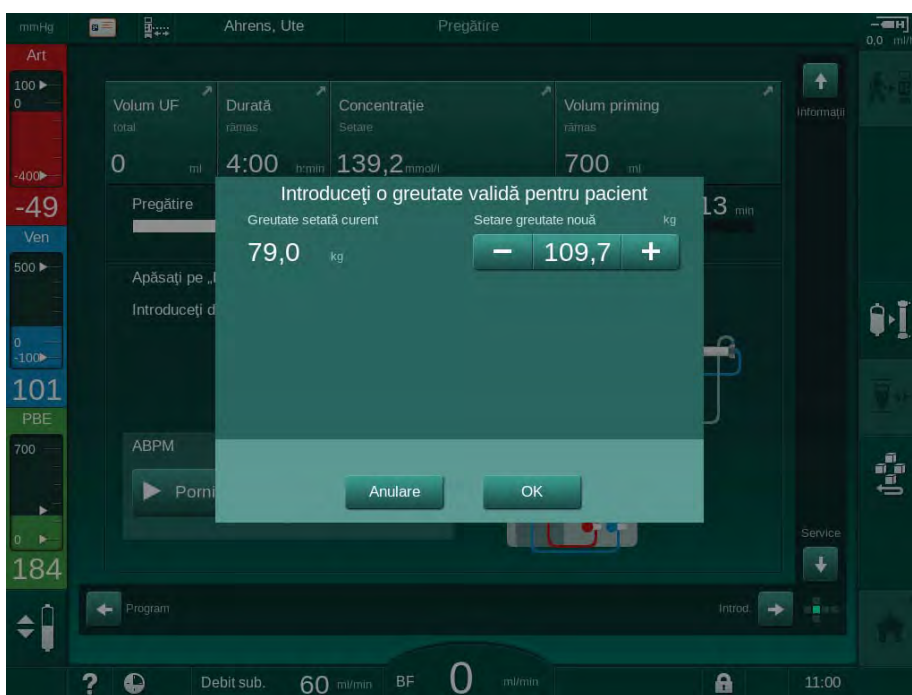 mmHg
Ahrens, Ute
Pregătire
0,0 ml/h
Art
100
0
-400
-49
Ven
500
0
-100
101
PBE
700
0
184
Volum UF
total
0 ml
Durată
rămas
4:00 h:min
Concentraţie
Setare
139,2 mmol/l
Volum priming
rămas
700 ml
Informații
Pregătire
13 min
Apăsați pe „
Introduceți d
Introduceţi o greutate validă pentru pacient
Greutate setată curent
79,0 kg
Setare greutate nouă kg
− 109,7 +
Anulare
OK
ABPM
Porni
Service
Program
Introd.
?
Debit sub. 60 ml/min
BF 0 ml/min
11:00